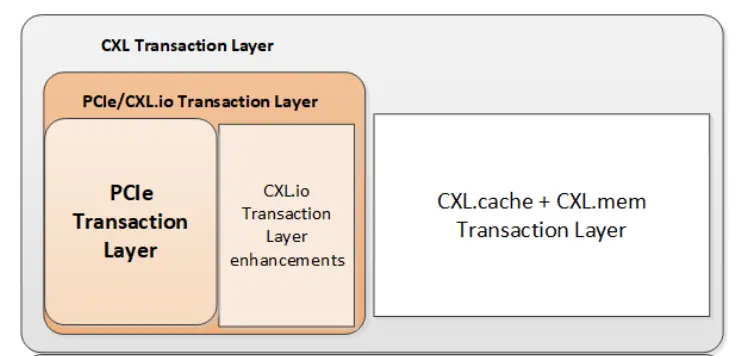 CXL Transaction Layer
PCIe/CXL.io Transaction Layer
PCIe
Transaction
Layer
CXL.io
Transaction
Layer
enhancements
CXL.cache + CXL.mem
Transaction Layer